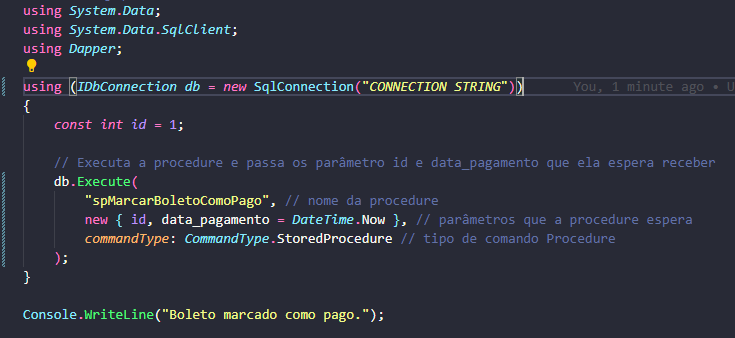 using System.Data;
using System.Data.SqlClient;
using Dapper;
using (IDbConnection db = new SqlConnection("CONNECTION STRING")) You, 1 minute ago • U
{
const int id = 1;
// Executa a procedure e passa os parâmetro id e data_pagamento que ela espera receber
db.Execute(
"spMarcarBoletoComoPago", // nome da procedure
new { id, data_pagamento = DateTime.Now }, // parâmetros que a procedure espera
commandType: CommandType.StoredProcedure // tipo de comando Procedure
);
}
Console.WriteLine("Boleto marcado como pago.");